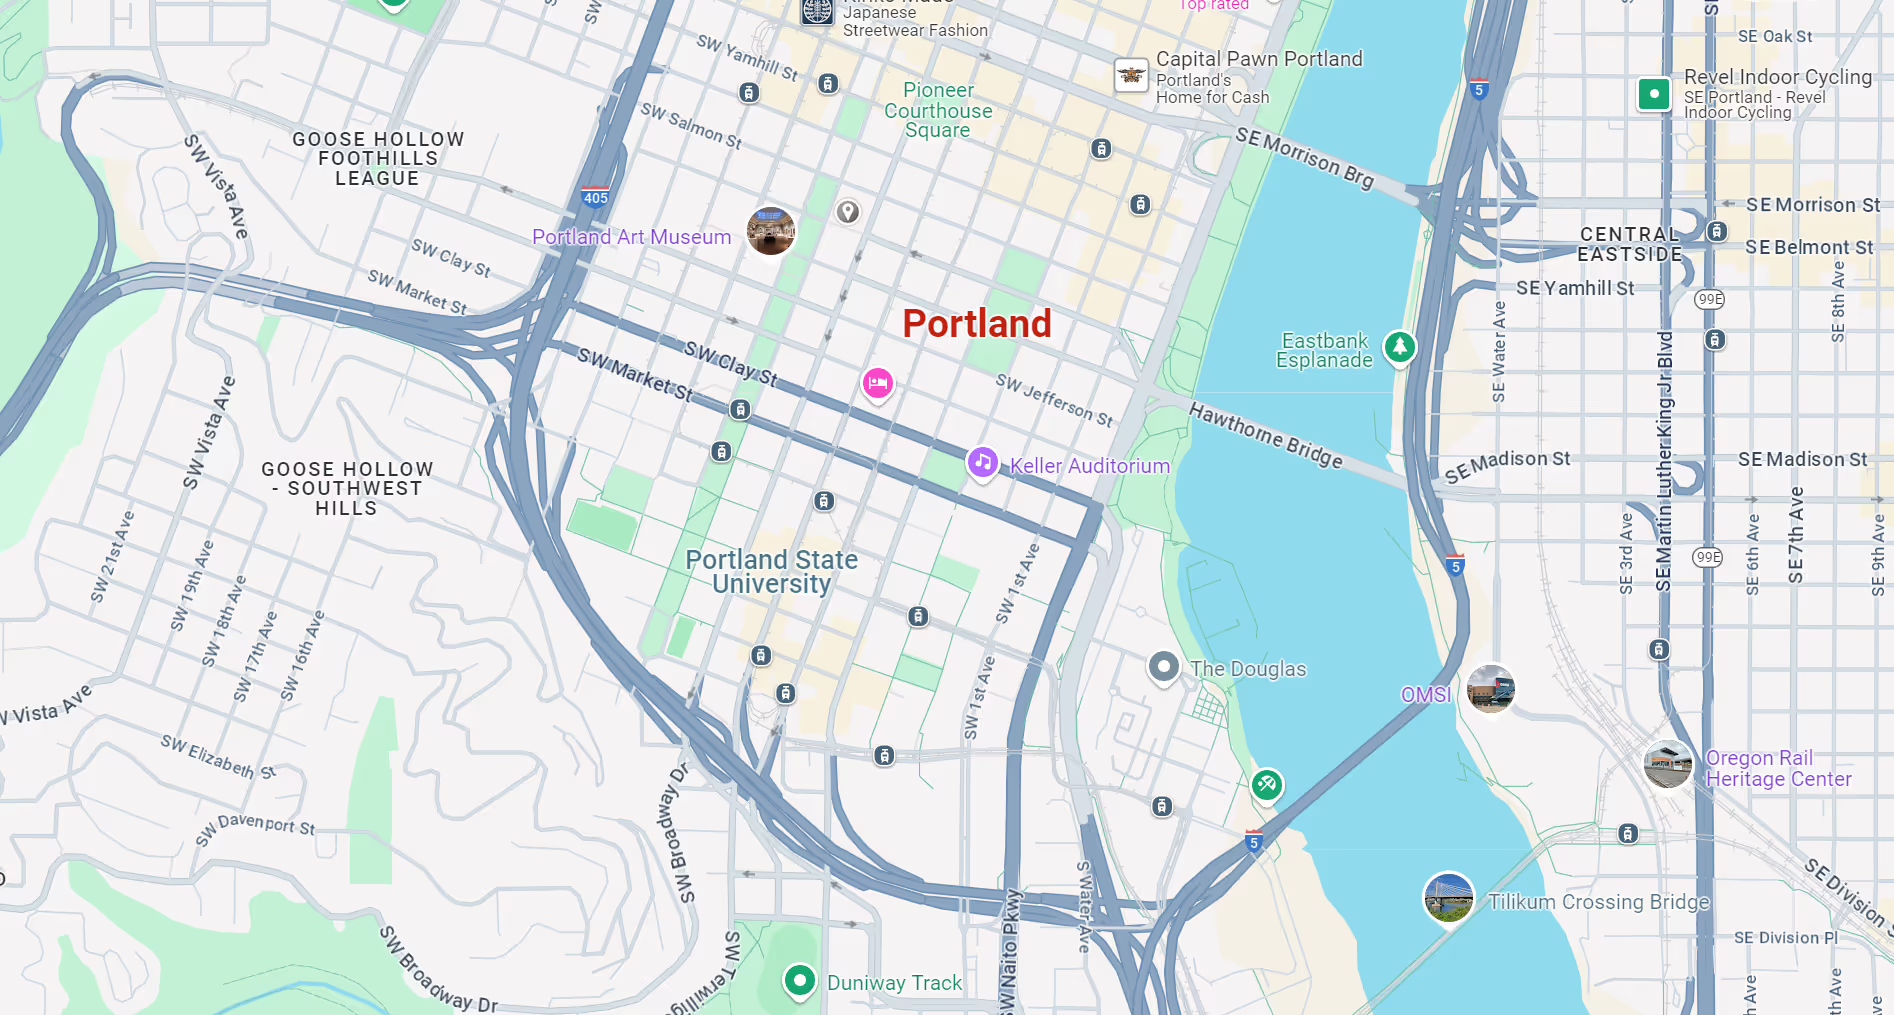 Japanese
Streetwear Fashion
Top rated
SW Yamhill St
Capital Pawn Portland
Portland's
Home for Cash
SE Oak St
Revel Indoor Cycling
SE Portland - Revel
Indoor Cycling
5
Pioneer
Courthouse
Square
SW Salmon St
GOOSE HOLLOW
FOOTHILLS
LEAGUE
SW Vista Ave
SE Morrison Brg
405
Portland Art Museum
SE Morrison St
CENTRAL
EASTSIDE
SE Belmont St
SW Clay St
SW Market St
SE Yamhill St
99E
SE 8th Ave
SE Water Ave
Portland
Eastbank
Esplanade
SE Martin Luther King Jr Blvd
SW Clay St
SW Market St
SW Jefferson St
SW Vista Ave
Hawthorne Bridge
GOOSE HOLLOW
- SOUTHWEST
HILLS
Keller Auditorium
SE Madison St
SE Madison St
SW 21st Ave
SW 19th Ave
SW 18th Ave
SW 17th Ave
SW 16th Ave
Portland State
University
SW 1st Ave
5
SE 3rd Ave
99E
SE 6th Ave
SE 7th Ave
SE 9th Ave
SW 1st Ave
The Douglas
OMSI
W Vista Ave
SW Elizabeth St
Oregon Rail
Heritage Center
SW Broadway Dr
SW Davenport St
5
S Water Ave
Tilikum Crossing Bridge
SE Division S
SE Division Pl
SW Broadway Dr
SW Terwillig
Duniway Track
SW Naito Pkwy
Ave
th Ave
Ave